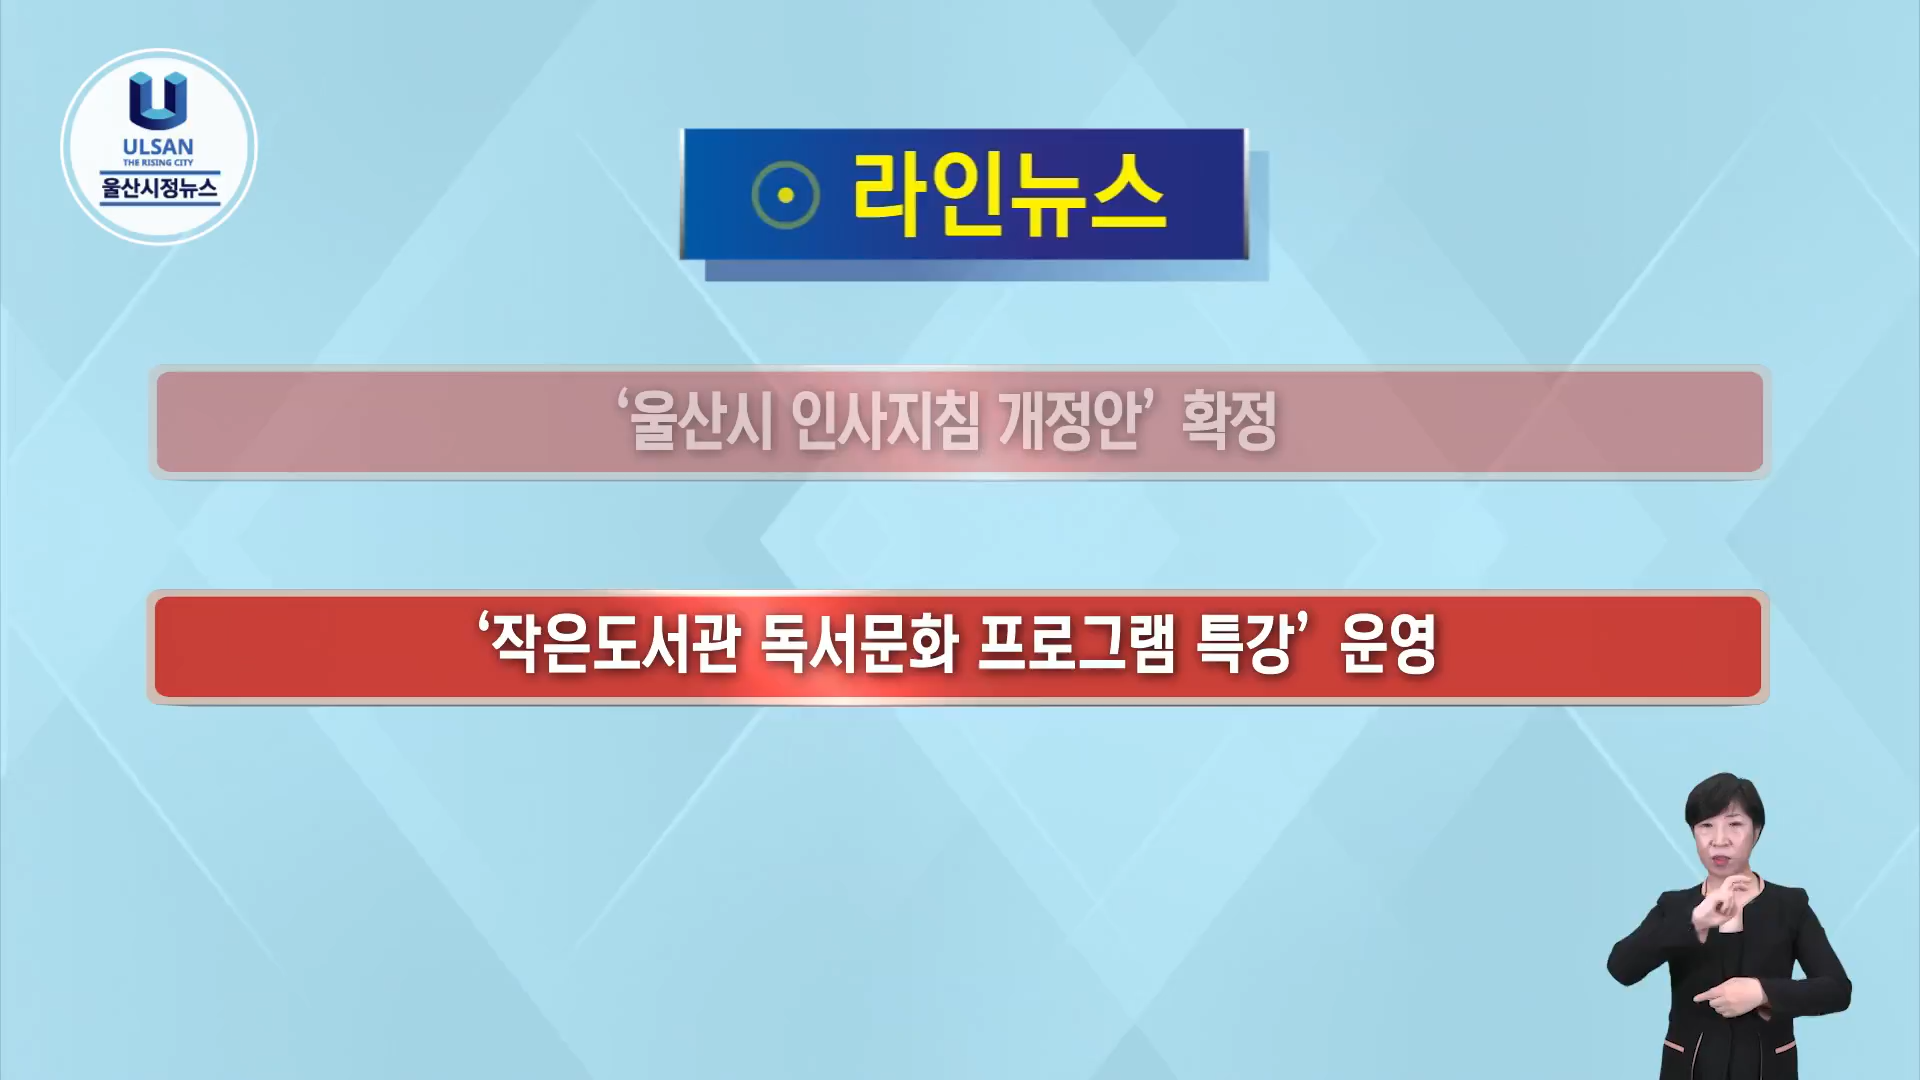 ULSAN
THE RISING CITY
울산시정뉴스
라인뉴스
‘울산시 인사지침 개정안’ 확정
‘작은도서관 독서문화 프로그램 특강’ 운영